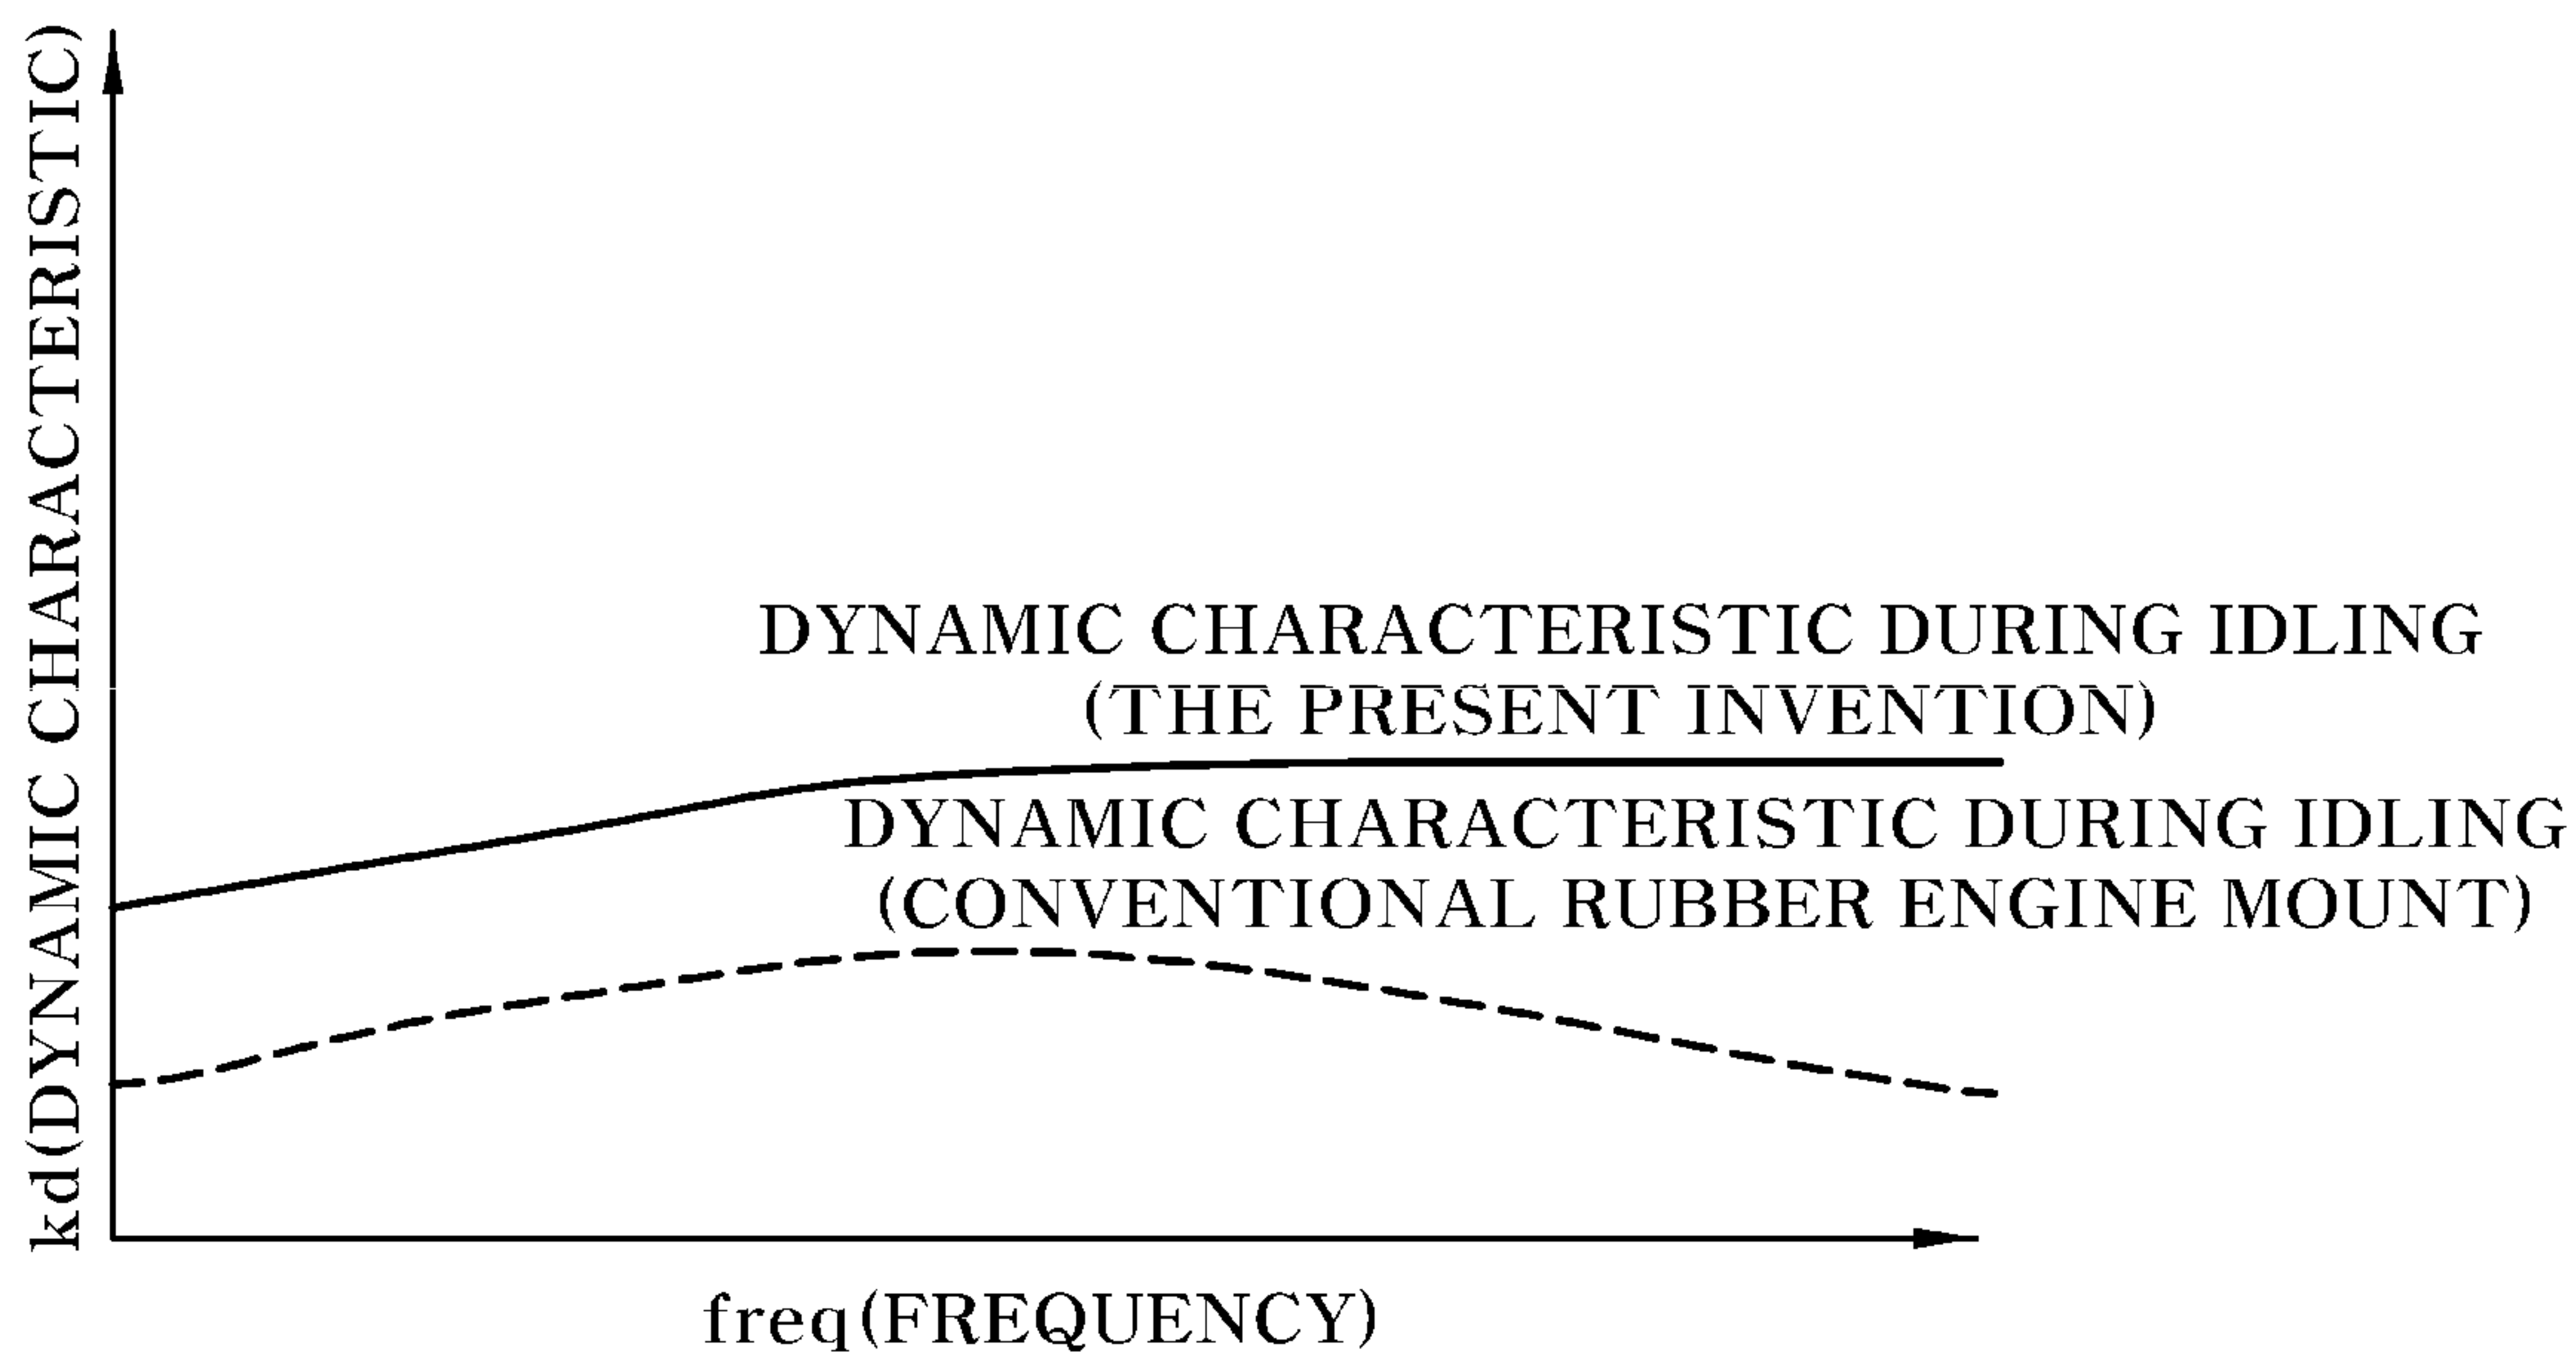 kd(DYNAMIC CHARACTERISTIC)
DYNAMIC CHARACTERISTIC DURING IDLING
(THE PRESENT INVENTION)
DYNAMIC CHARACTERISTIC DURING IDLING
(CONVENTIONAL RUBBER ENGINE MOUNT)
freq(FREQUENCY)